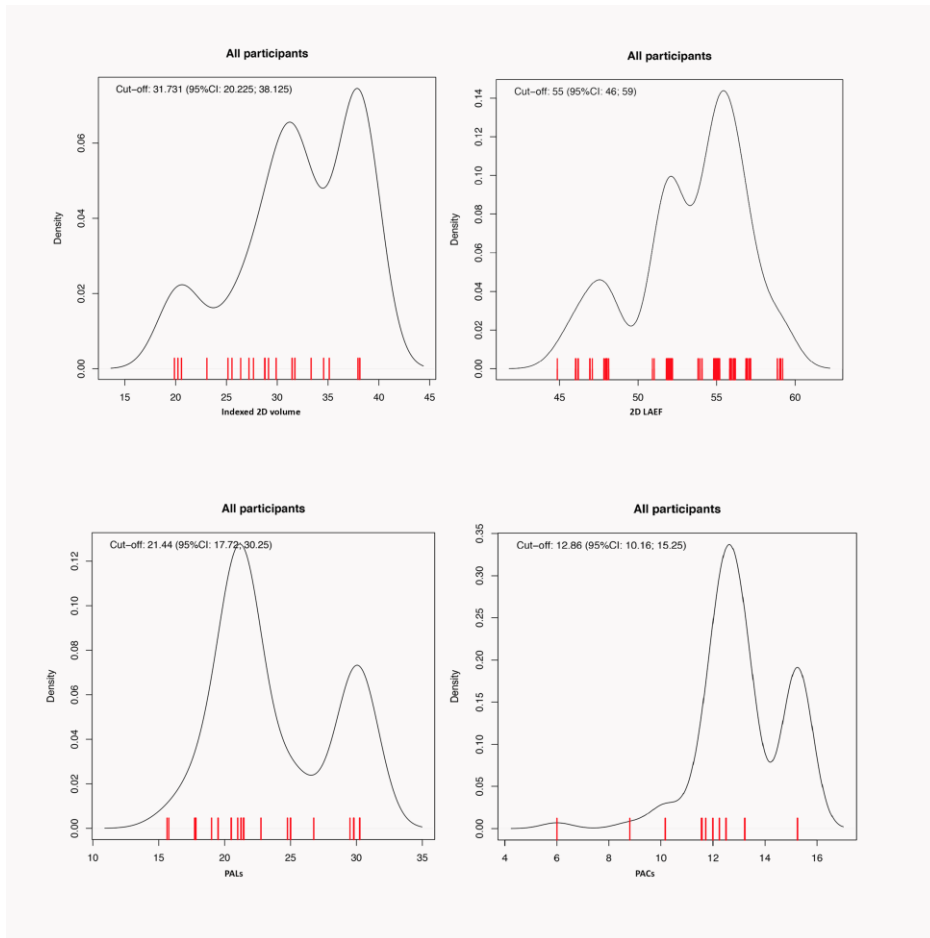 All participants
Cut−off: 31.731 (95%CI: 20.225; 38.125)
Density
0.00
0.02
0.04
0.06
15 20 25 30 35 40 45
Indexed 2D volume
All participants
Cut−off: 55 (95%CI: 46; 59)
Density
0.00
0.02
0.04
0.06
0.08
0.10
0.12
0.14
45 50 55 60
2D LAEF
All participants
Cut−off: 21.44 (95%CI: 17.72; 30.25)
Density
0.00
0.02
0.04
0.06
0.08
0.10
0.12
10 15 20 25 30 35
PALs
All participants
Cut−off: 12.86 (95%CI: 10.16; 15.25)
Density
0.00
0.05
0.10
0.15
0.20
0.25
0.30
0.35
4 6 8 10 12 14 16
PACs